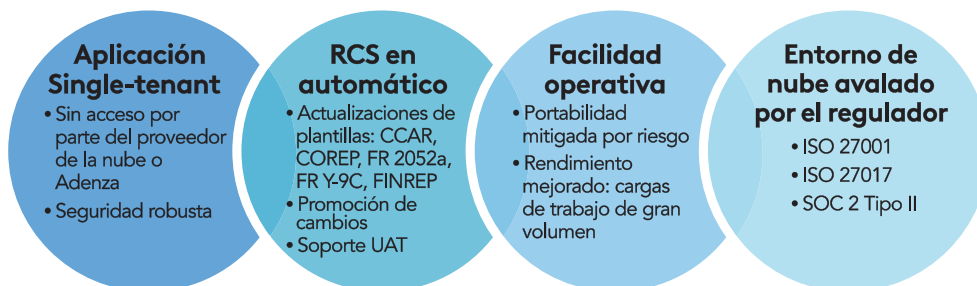 Aplicación
Single-tenant
• Sin acceso por
parte del proveedor
de la nube o
Adenza
• Seguridad robusta
RCS en
automático
• Actualizaciones de
plantillas: CCAR,
COREP, FR 2052a,
FR Y-9C, FINREP
• Promoción de
cambios
• Soporte UAT
Facilidad
operativa
• Portabilidad
mitigada por riesgo
• Rendimiento
mejorado: cargas
de trabajo de gran
volumen
Entorno de
nube avalado
por el regulador
• ISO 27001
• ISO 27017
• SOC 2 Tipo II